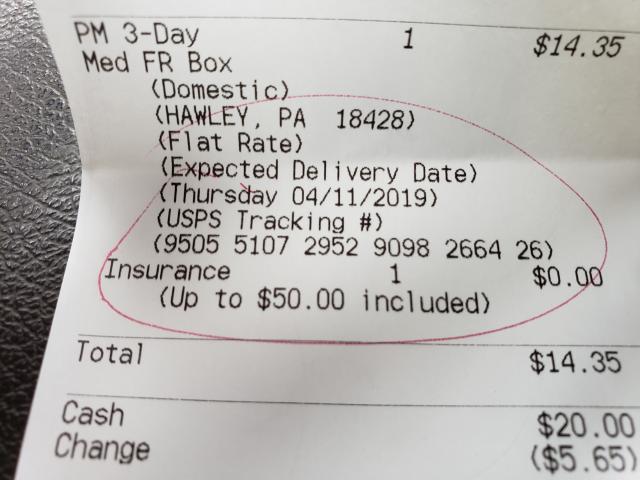 PM 3-Day 1 $14.35
Med FR Box
(Domestic)
(HAWLEY, PA 18428)
(Flat Rate)
(Expected Delivery Date)
(Thursday 04/11/2019)
(USPS Tracking #)
(9505 5107 2952 9098 2664 26)
Insurance 1 $0.00
(Up to $50.00 included)
Total $14.35
Cash $20.00
Change ($5.65)